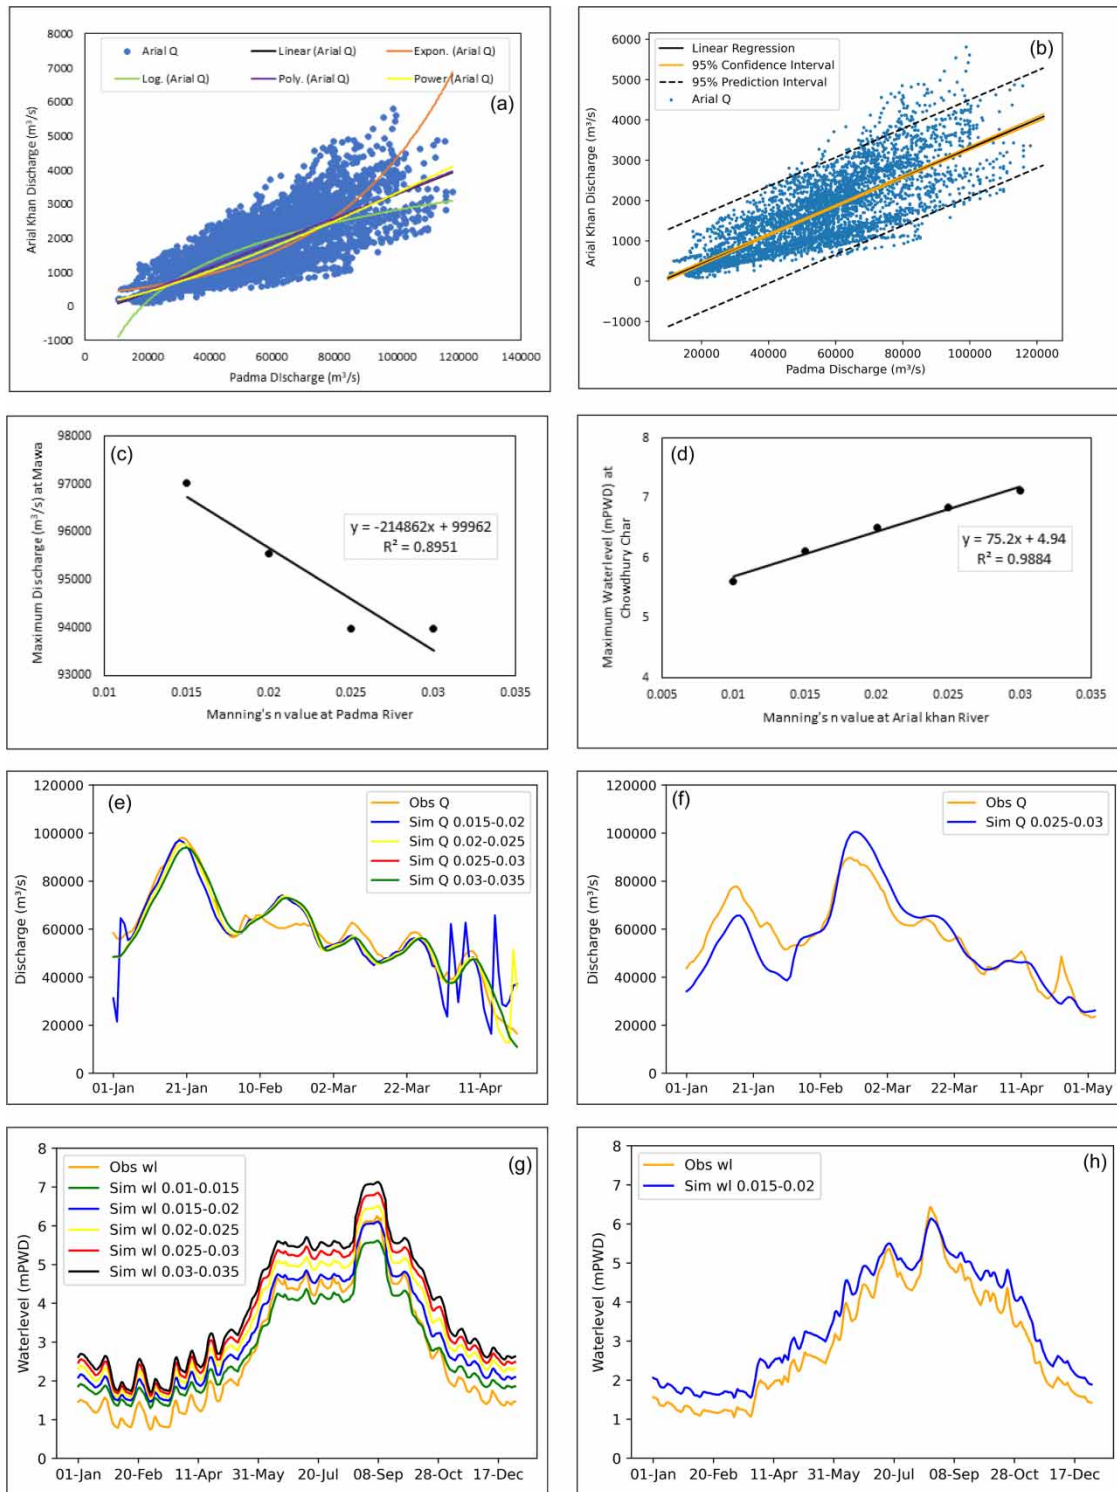 8000
7000
6000
5000
4000
3000
2000
1000
0
-1000
0 20000 40000 60000 80000 100000 120000 140000
Arial Khan Discharge (m³/s)
Padma DIscharge (m³/s)
Arial Q Linear (Arial Q) Expon. (Arial Q)
Log. (Arial Q) Poly. (Arial Q) Power (Arial Q)
(a)
6000
5000
4000
3000
2000
1000
0
−1000
20000 40000 60000 80000 100000 120000
Arial Khan Discharge (m³/s)
Padma Discharge (m³/s)
Linear Regression
95% Confidence Interval
95% Prediction Interval
Arial Q
(b)
98000
97000
96000
95000
94000
93000
0.01 0.015 0.02 0.025 0.03 0.035
Maximum Discharge (m³/s) at Mawa
Manning's n value at Padma River
(c)
y = -214862x + 99962
R² = 0.8951
8
7
6
5
4
0.005 0.01 0.015 0.02 0.025 0.03 0.035
Maximum Waterlevel (mPWD) at
Chowdhury Char
Manning's n value at Arial khan River
(d)
y = 75.2x + 4.94
R² = 0.9884
120000
100000
80000
60000
40000
20000
0
01-Jan 21-Jan 10-Feb 02-Mar 22-Mar 11-Apr
Discharge (m³/s)
(e)
Obs Q
Sim Q 0.015-0.02
Sim Q 0.02-0.025
Sim Q 0.025-0.03
Sim Q 0.03-0.035
120000
100000
80000
60000
40000
20000
0
01-Jan 21-Jan 10-Feb 02-Mar 22-Mar 11-Apr 01-May
Discharge (m³/s)
(f)
Obs Q
Sim Q 0.025-0.03
8
7
6
5
4
3
2
1
0
01-Jan 20-Feb 11-Apr 31-May 20-Jul 08-Sep 28-Oct 17-Dec
Waterlevel (mPWD)
Obs wl
Sim wl 0.01-0.015
Sim wl 0.015-0.02
Sim wl 0.02-0.025
Sim wl 0.025-0.03
Sim wl 0.03-0.035
(g)
8
7
6
5
4
3
2
1
0
01-Jan 20-Feb 11-Apr 31-May 20-Jul 08-Sep 28-Oct 17-Dec
Waterlevel (mPWD)
Obs wl
Sim wl 0.015-0.02
(h)